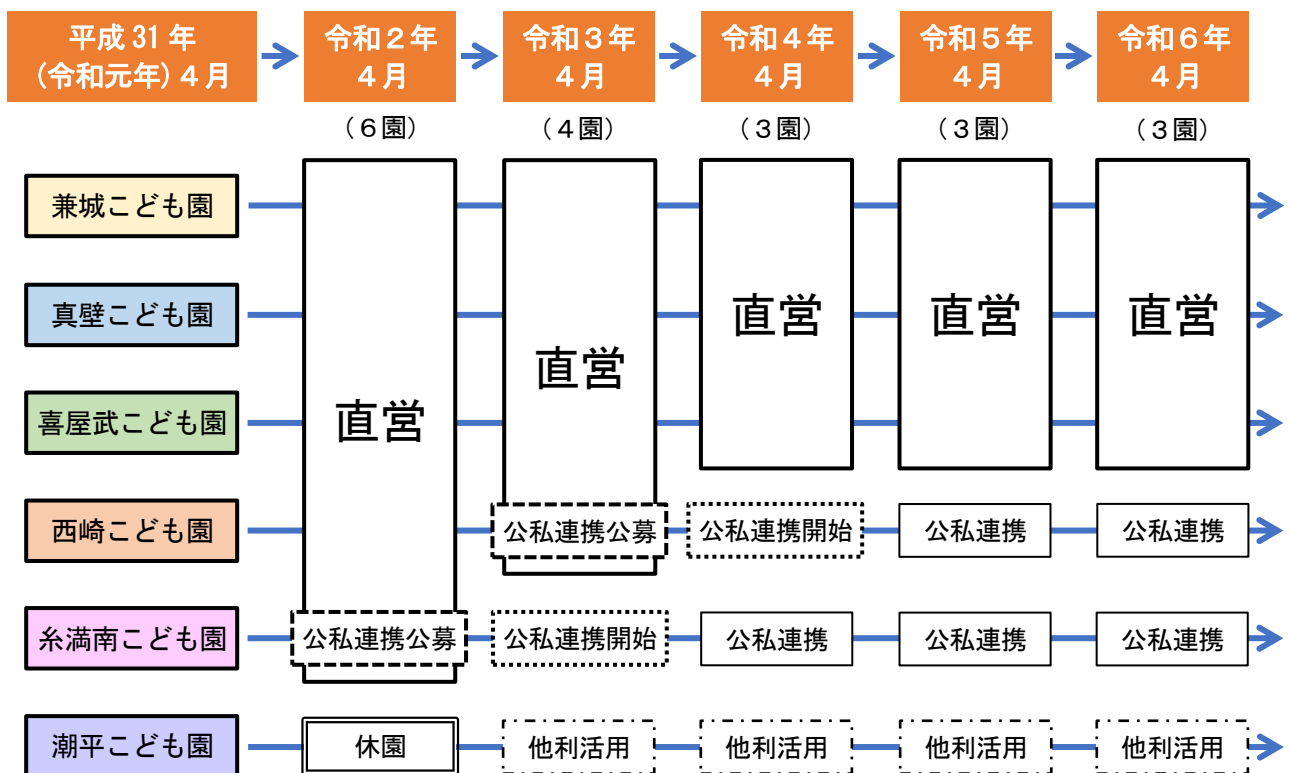 平成31年
(令和元年)4月
令和2年
4月
令和3年
4月
令和4年
4月
令和5年
4月
令和6年
4月
(6園)
(4園)
(3園)
(3園)
(3園)
兼城こども園
真壁こども園
直営
直営
直営
直営
喜屋武こども園
直営
西崎こども園
公私連携公募
公私連携開始
公私連携
公私連携
糸満南こども園
公私連携公募
公私連携開始
公私連携
公私連携
公私連携
潮平こども園
休園
他利活用
他利活用
他利活用
他利活用